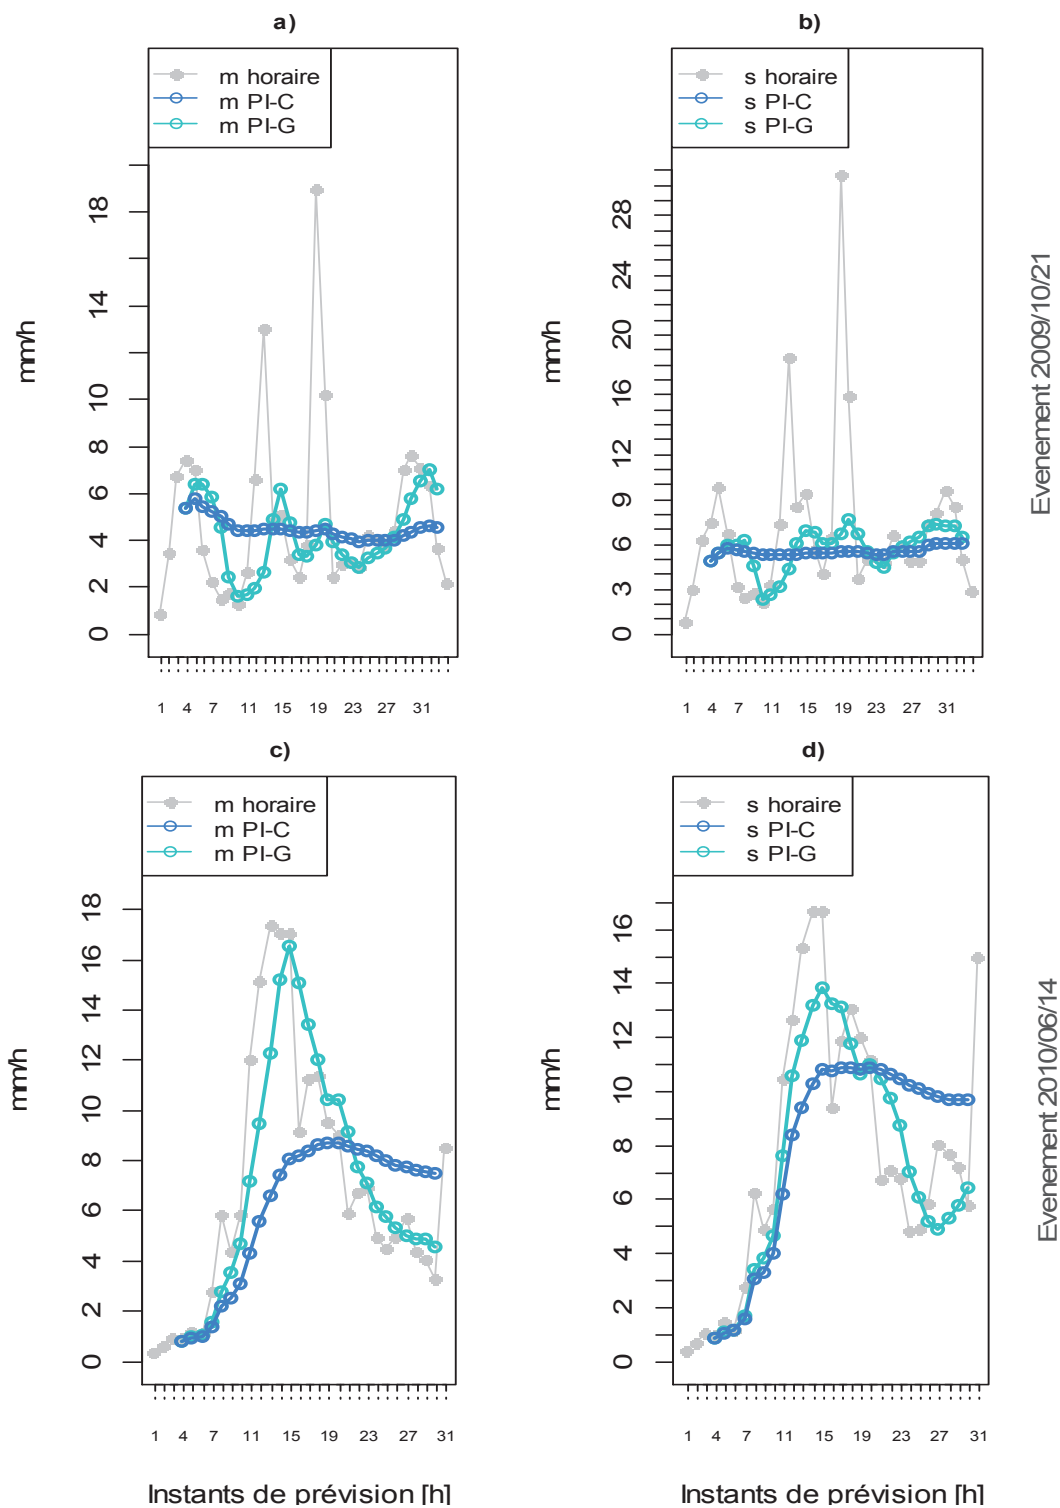 a)
m horaire
m PI-C
m PI-G
mm/h
0 2 4 6 8 10 14 18
1 4 7 11 15 19 23 27 31
b)
s horaire
s PI-C
s PI-G
mm/h
0 3 6 9 12 16 20 24 28
1 4 7 11 15 19 23 27 31
Evenement 2009/10/21
c)
m horaire
m PI-C
m PI-G
mm/h
0 2 4 6 8 10 12 14 16 18
1 4 7 11 15 19 23 27 31
Instants de prévision [h]
d)
s horaire
s PI-C
s PI-G
mm/h
0 2 4 6 8 10 12 14 16
1 4 7 11 15 19 23 27 31
Instants de prévision [h]
Evenement 2010/06/14